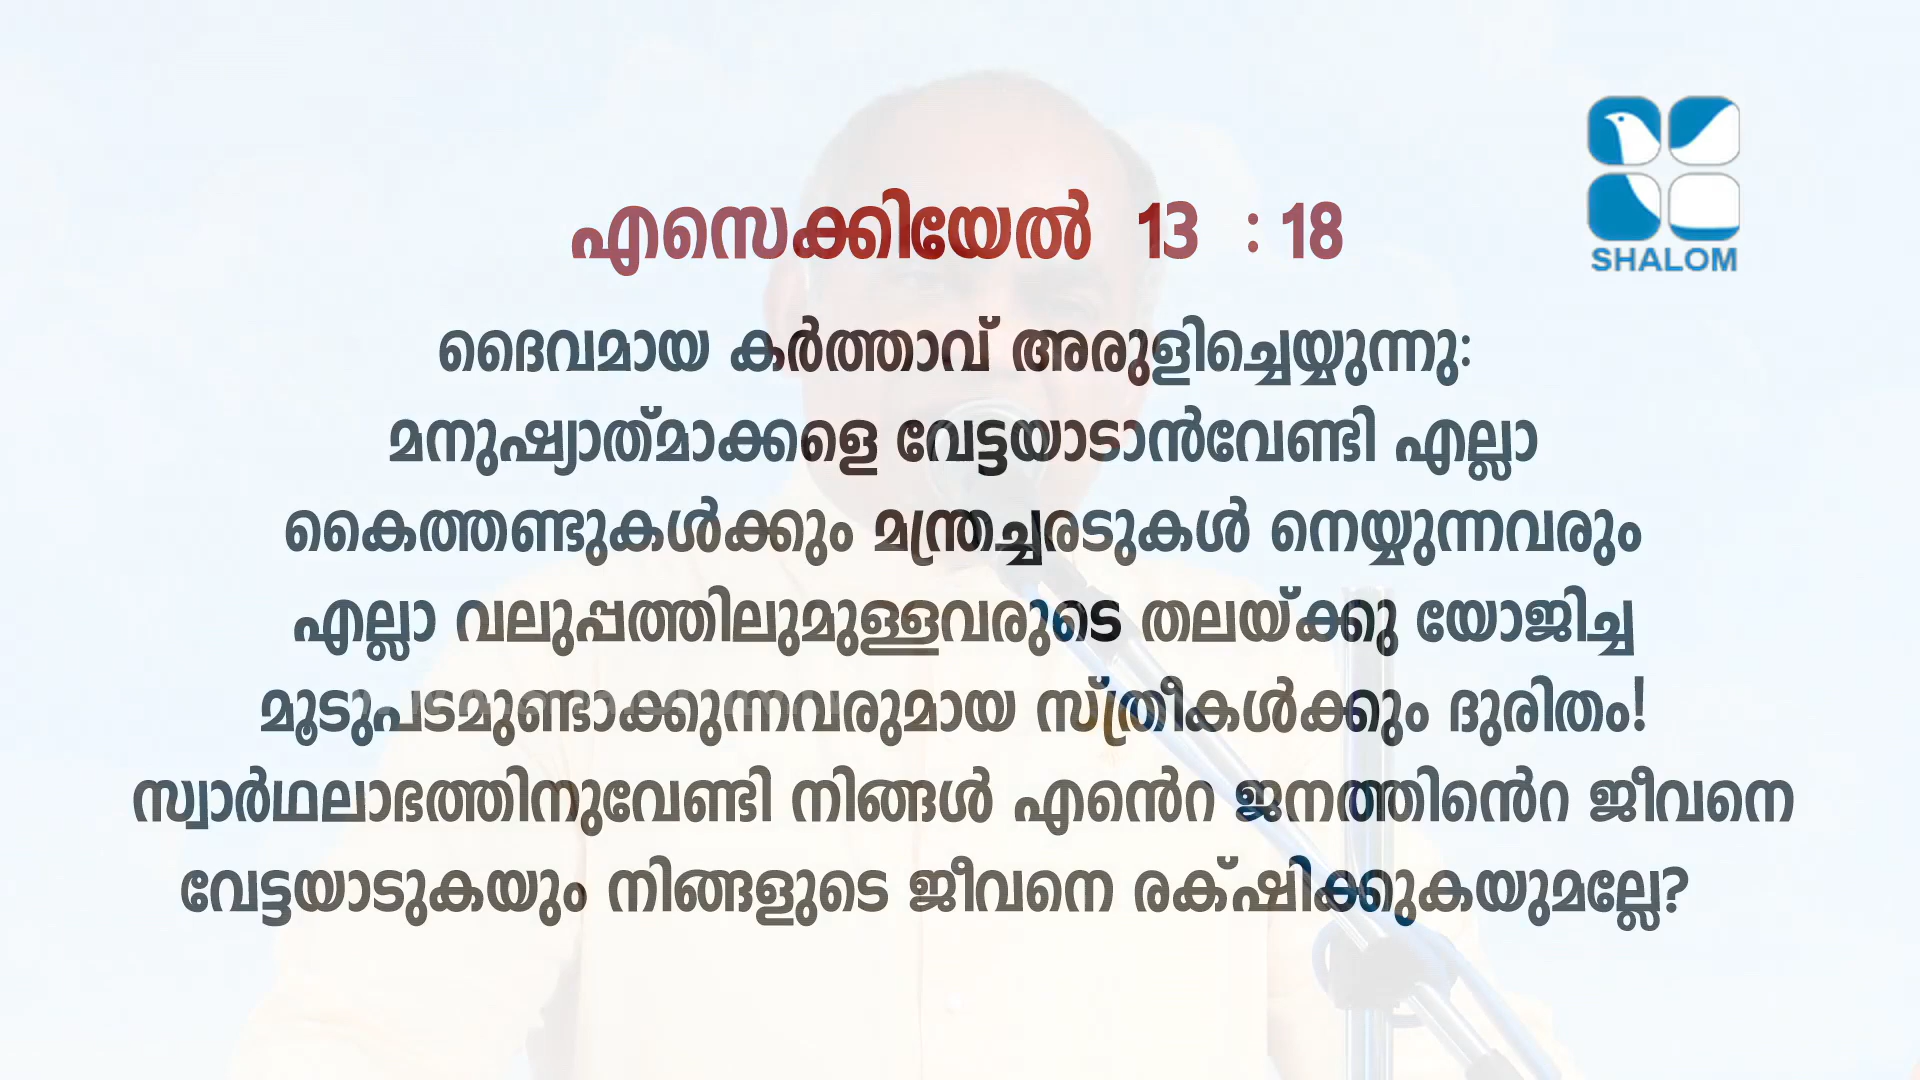 എസെക്കിയേൽ 13 : 18
SHALOM
ദൈവമായ കർത്താവ് അരുളിച്ചെയ്യുന്നു:
മനുഷ്യാത്‌മാക്കളെ വേട്ടയാടാൻവേണ്ടി എല്ലാ
കൈത്തണ്ടുകൾക്കും മന്ത്രച്ചരടുകൾ നെയ്യുന്നവരും
എല്ലാ വലുപ്പത്തിലുമുള്ളവരുടെ തലയ്ക്കു യോജിച്ച
മൂടുപടമുണ്ടാക്കുന്നവരുമായ സ്ത്രീകൾക്കും ദുരിതം!
സ്വാർഥലാഭത്തിനുവേണ്ടി നിങ്ങൾ എൻെറ ജനത്തിൻെറ ജീവനെ
വേട്ടയാടുകയും നിങ്ങളുടെ ജീവനെ രക്‌ഷിക്കുകയുമല്ലേ?